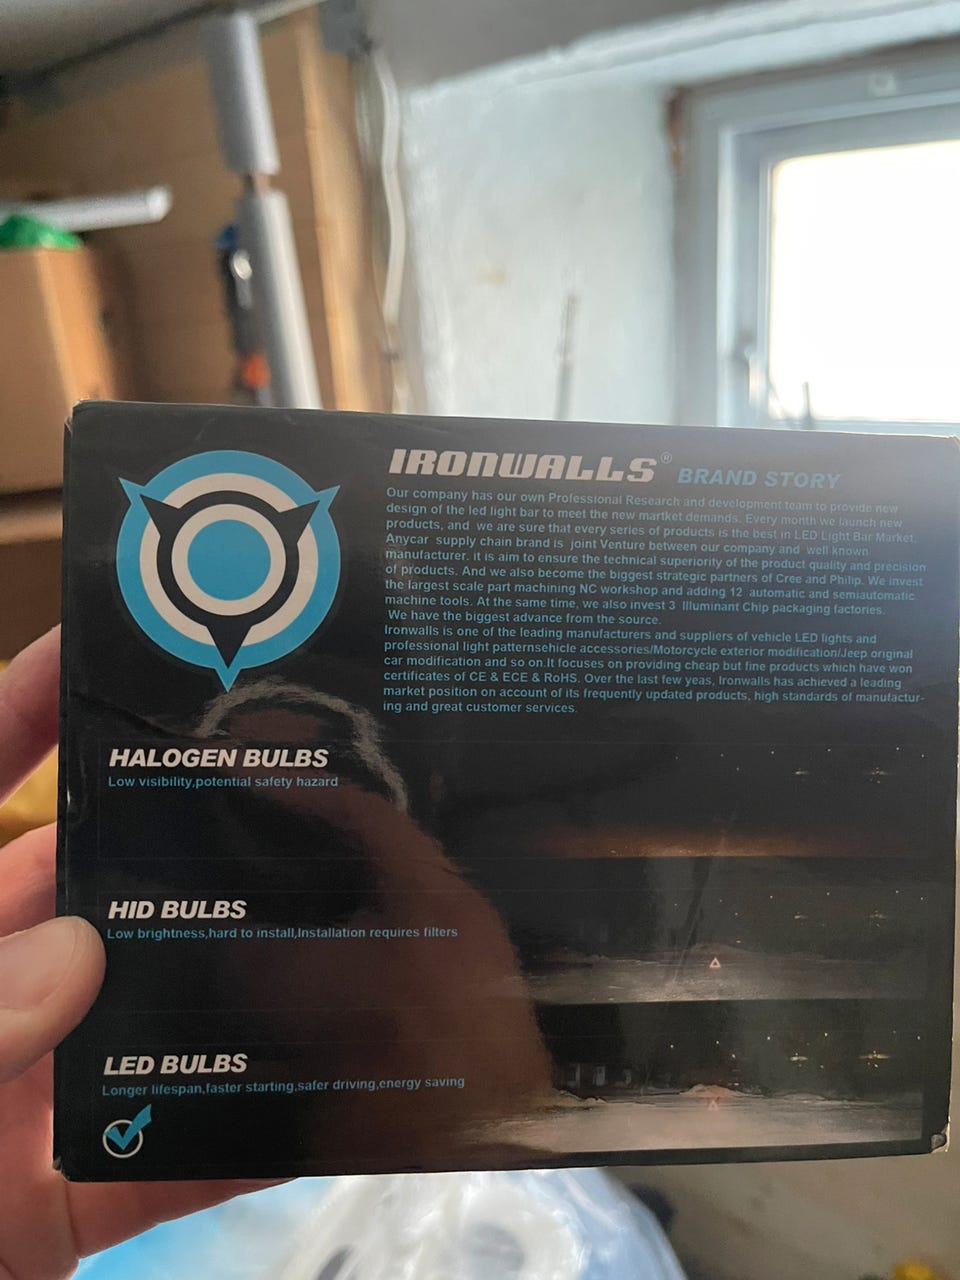 IRONWALLS® BRAND STORY
Our company has our own Professional Research and development team to provide new
design of the led light bar to meet the new martket demands. Every month we launch new
products, and we are sure that every series of product is the best in LED Light Bar Market.
Anycar supply chain brand is joint Venture between our company and well known
manufacturer. it is aim to ensure the technical superiority of the product quality and precision
of products. And we also become the biggest strategic partners of Cree and Philip. We invest
the largest scale part machining NC workshop and adding 12 automatic and semiautomatic
machine tools. At the same time, we also invest 3 Illuminant Chip packaging factories.
We have the biggest advance from the source.
Ironwalls is one of the leading manufacturers and suppliers of vehicle LED lights and
professional light patternsehicle accessories/Motorcycle exterior modification/Jeep original
car modification and so on.It focuses on providing cheap but fine products which have won
certificates of CE & ECE & RoHS. Over the last few yeas, Ironwalls has achieved a leading
market position on account of its frequently updated products, high standards of manufactur-
ing and great customer services.
HALOGEN BULBS
Low visibility,potential safety hazard
HID BULBS
Low brightness,hard to install,Installation requires filters
LED BULBS
Longer lifespan,faster starting,safer driving,energy saving